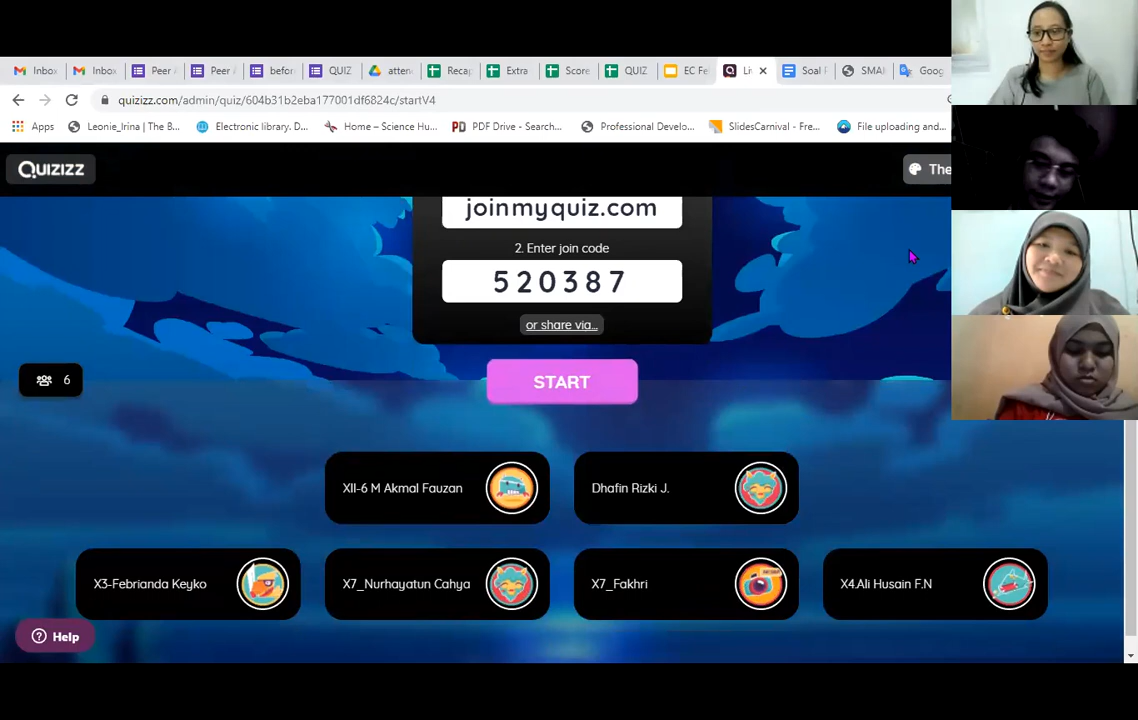 Inbox
Inbox
Peer
Peer
befor
QUIZ
atten
Recap
Extra
Score
QUIZ
EC Fe
Li
Soal
SMA
Goog
quizizz.com/admin/quiz/604b31b2eba177001df6824c/startV4
Apps
Leonie_Irina | The B...
Electronic library. D...
Home – Science Hu...
PDF Drive - Search...
Professional Develo...
SlidesCarnival - Fre...
File uploading and...
Quizizz
The
joinmyquiz.com
2. Enter join code
520387
or share via...
6
START
XII-6 M Akmal Fauzan
Dhafin Rizki J.
X3-Febrianda Keyko
X7_Nurhayatun Cahya
X7_Fakhri
X4.Ali Husain F.N
Help